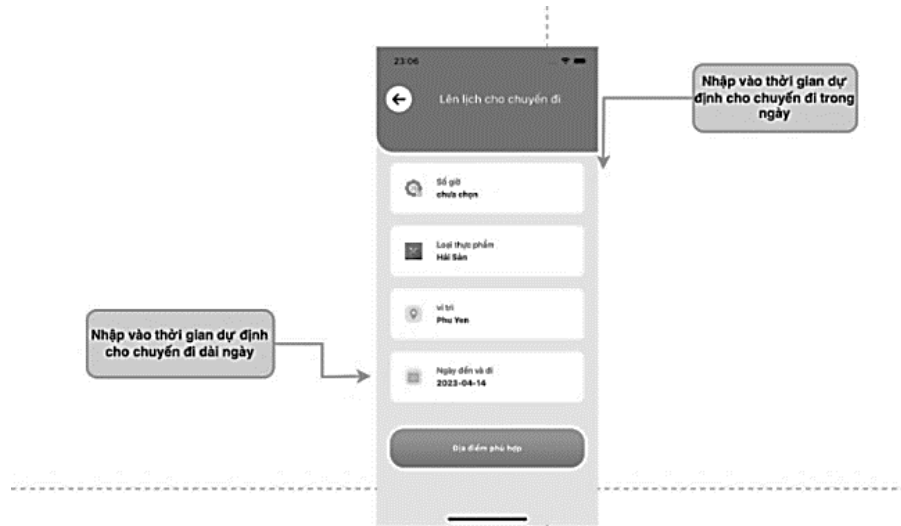 23:06
Lên lịch cho chuyến đi
Nhập vào thời gian dự
định cho chuyến đi trong
ngày
Số giờ
chưa chọn
Loại thực phẩm
Hải Sản
vị trí
Phu Yen
Nhập vào thời gian dự định
cho chuyến đi dài ngày
Ngày đến và đi
2023-04-14
Địa điểm phù hợp